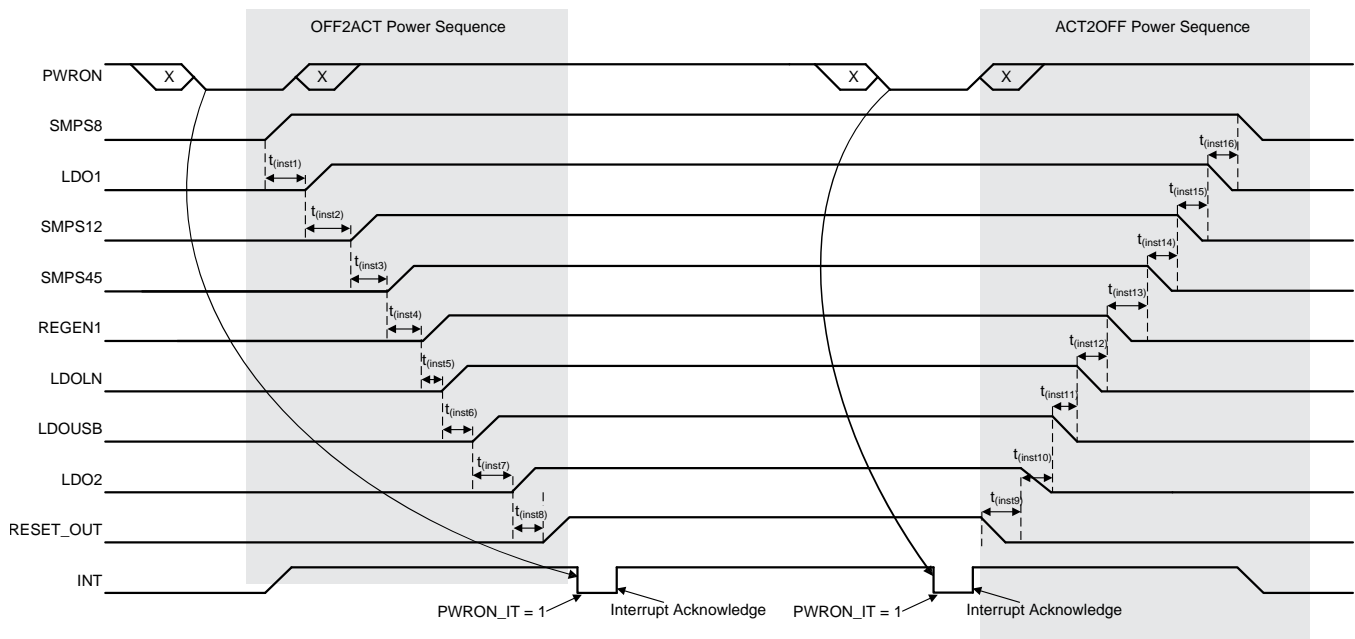 OFF2ACT Power Sequence
ACT2OFF Power Sequence
PWRON
X
X
X
X
SMPS8
t(inst1)
t(inst16)
LDO1
t(inst2)
t(inst15)
SMPS12
t(inst3)
t(inst14)
SMPS45
t(inst4)
t(inst13)
REGEN1
t(inst5)
t(inst12)
LDOLN
t(inst6)
t(inst11)
LDOUSB
t(inst7)
t(inst10)
LDO2
t(inst8)
t(inst9)
RESET_OUT
INT
PWRON_IT = 1
Interrupt Acknowledge
PWRON_IT = 1
Interrupt Acknowledge